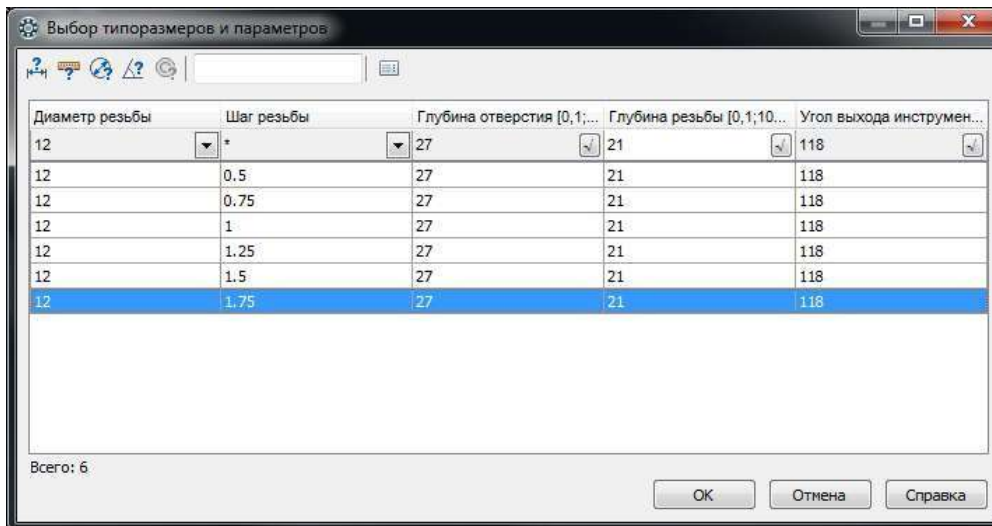 Выбор типоразмеров и параметров
Диаметр резьбы Шаг резьбы Глубина отверстия [0,1;... Глубина резьбы [0,1;10... Угол выхода инструмен...
12 * 27 21 118
12 0.5 27 21 118
12 0.75 27 21 118
12 1 27 21 118
12 1.25 27 21 118
12 1.5 27 21 118
12 1.75 27 21 118
Всего: 6
OK Отмена Справка